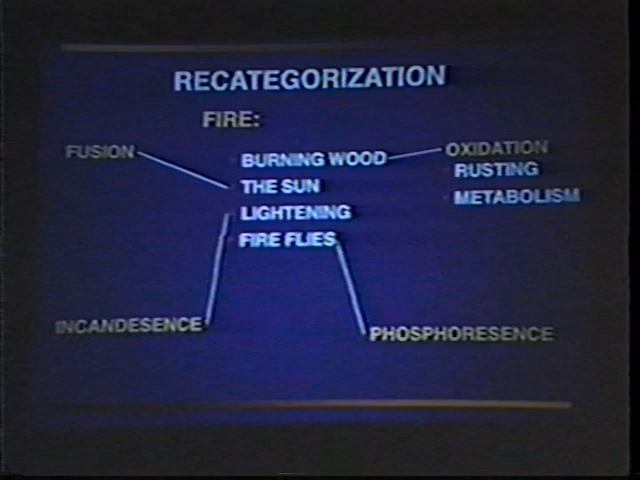 RECATEGORIZATION
FIRE:
FUSION
BURNING WOOD
OXIDATION
RUSTING
THE SUN
METABOLISM
LIGHTENING
FIRE FLIES
INCANDESENCE
PHOSPHORESENCE